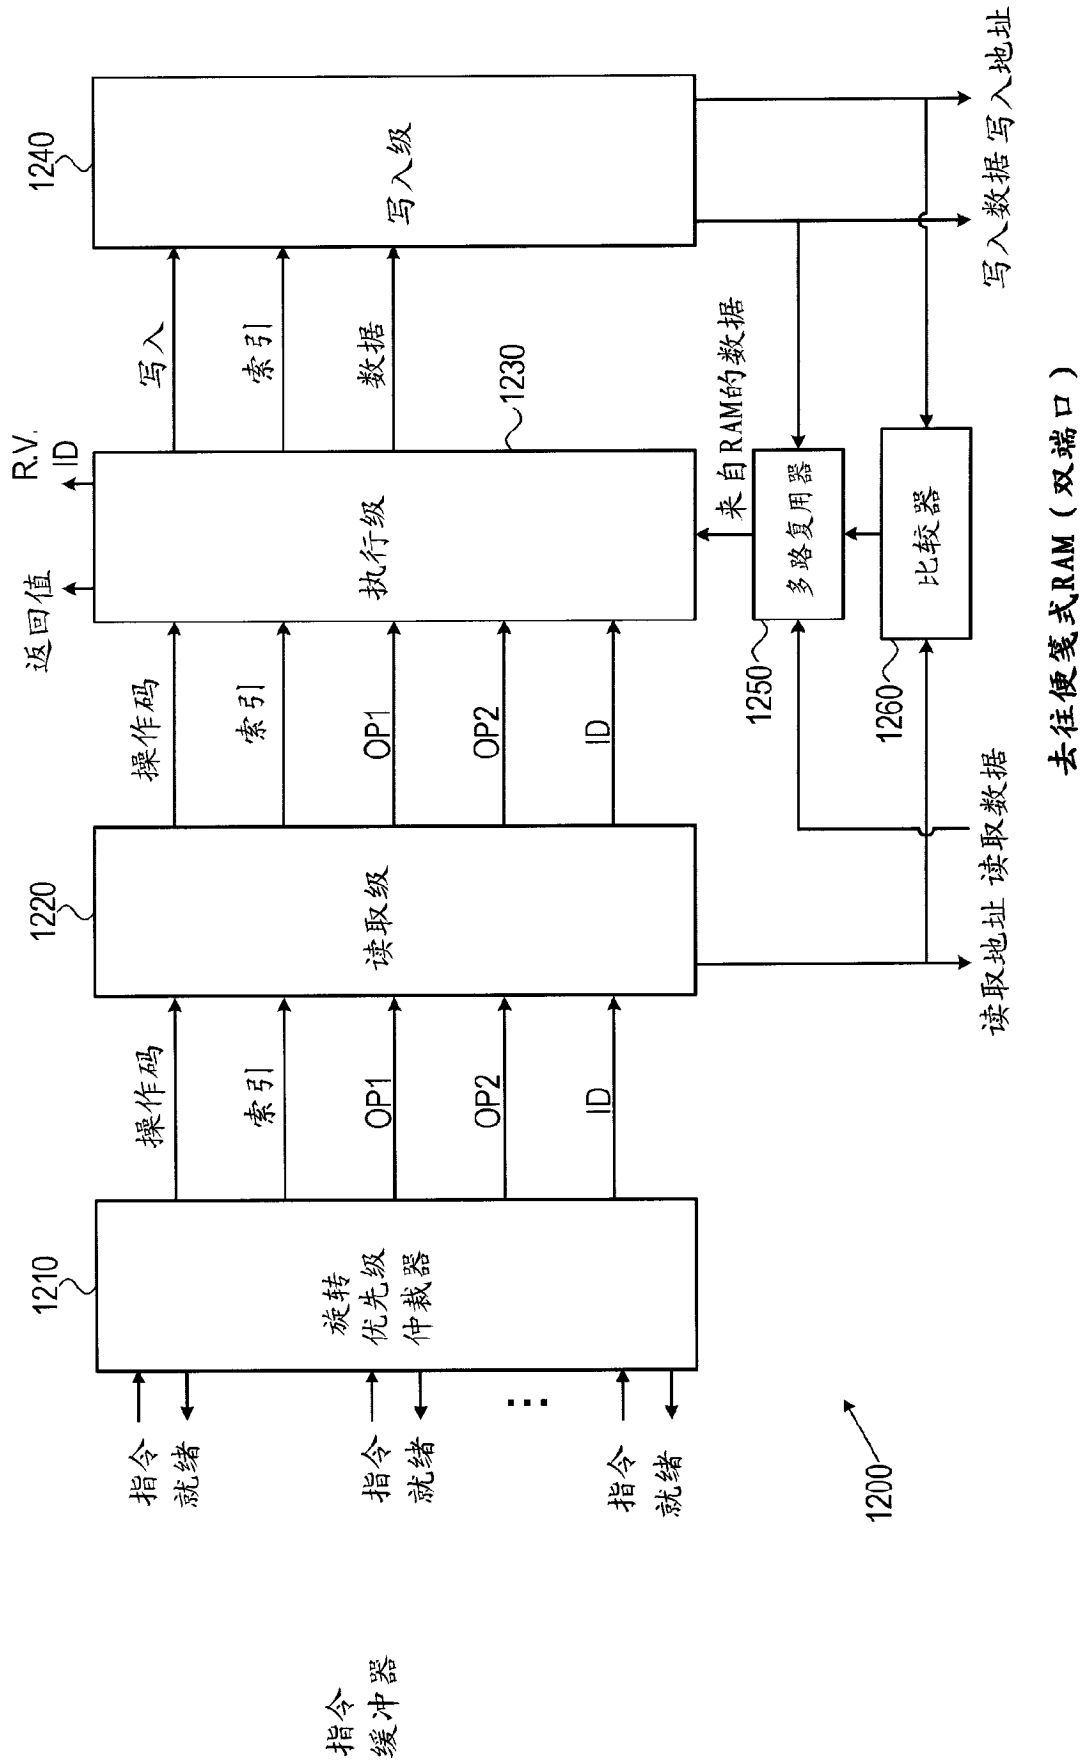 指令
缓冲器
指令
就绪
指令
就绪
...
指令
就绪
1210
旋转
优先级
仲裁器
操作码
索引
OP1
OP2
ID
1220
读取级
操作码
索引
OP1
OP2
ID
返回值
R.V.
ID
执行级
1230
写入
索引
数据
1240
写入级
来自RAM的数据
多路复用器
1250
比较器
1260
读取地址
读取数据
写入数据
写入地址
去往便笺式RAM(双端口)
1200